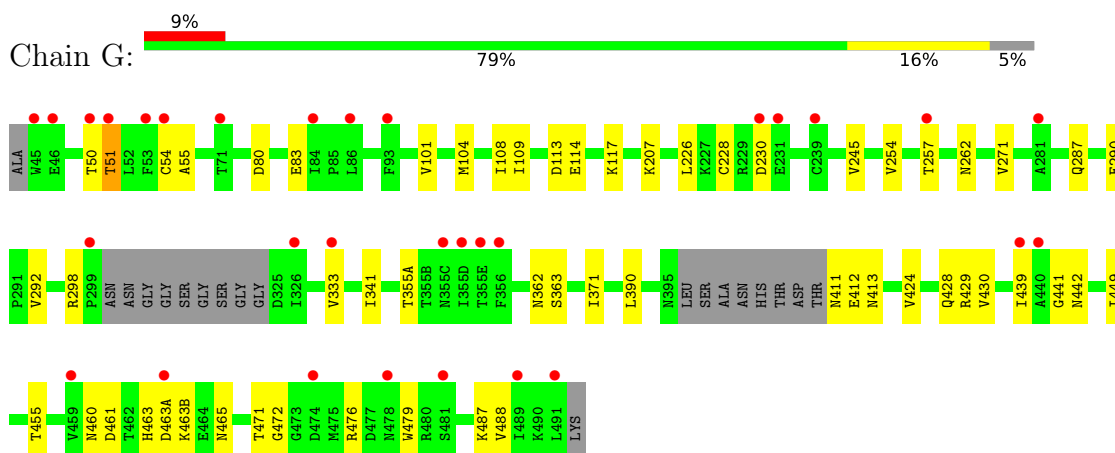 9%
Chain G:
79% 16% 5%
ALA W45 E46 T50 T51 L52 F53 C54 A55 T71 D80 E83 I84 P85 L86 F93 V101 M104 I108 I109 D113 E114 K117 K207 L226 K227 C228 R229 D230 E231 C239 V245 V254 T257 N262 V271 A281 Q287 E290
P291 V292 R298 P299 ASN ASN GLY GLY SER GLY SER GLY GLY D325 I326 V333 I341 T355A T355B N355C I355D T355E F356 N362 S363 I371 L390 N395 LEU SER ALA ASN HIS THR ASP THR N411 E412 N413 V424 Q428 R429 V430 I439 A440 G441 N442 I449
T455 V459 N460 D461 T462 H463 D463A K463B E464 N465 T471 G472 G473 D474 M475 R476 D477 N478 W479 R480 S481 K487 V488 I489 K490 L491 LYS